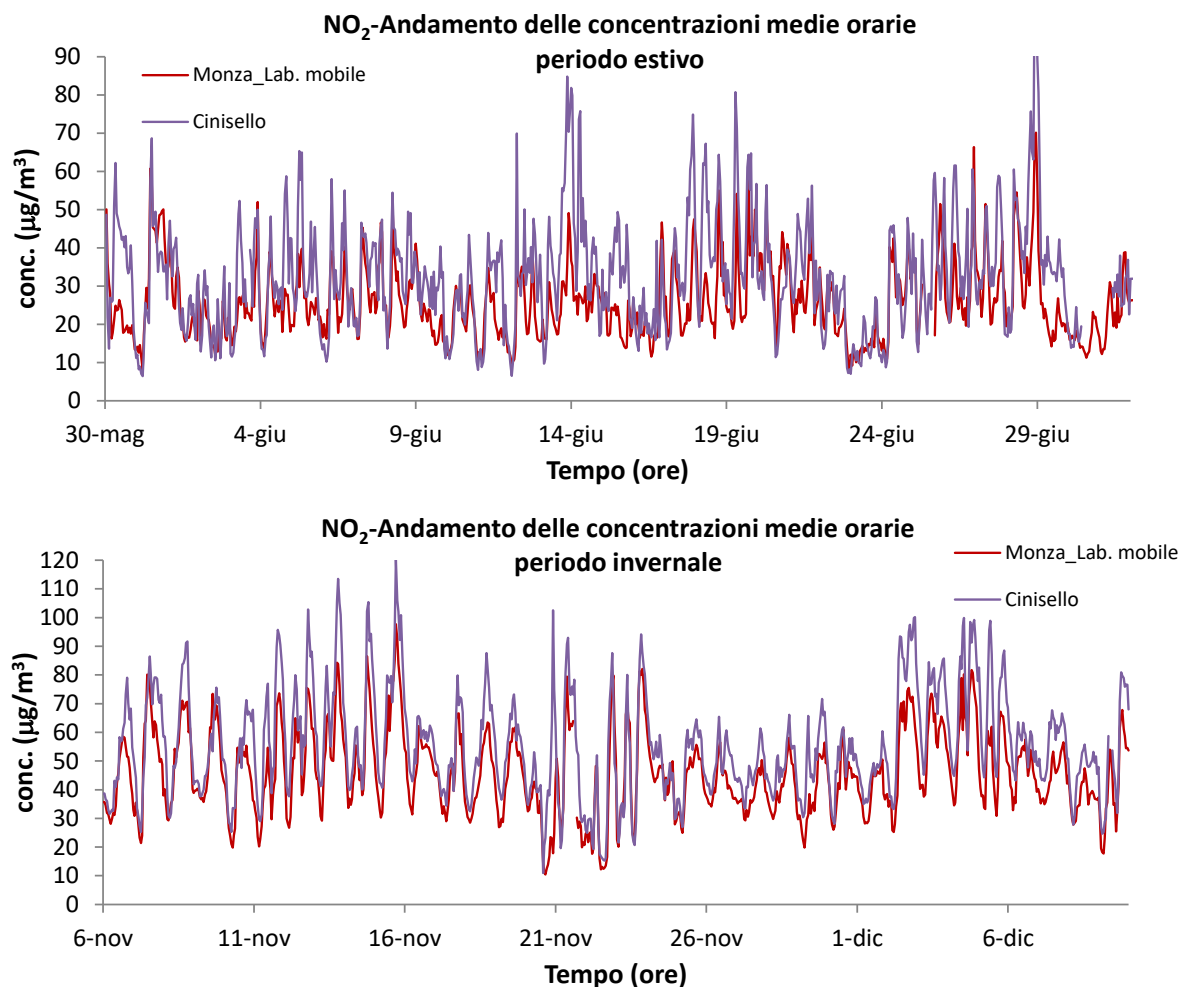 NO₂-Andamento delle concentrazioni medie orarie
periodo estivo
Monza_Lab. mobile
Cinisello
conc. (µg/m³)
90
80
70
60
50
40
30
20
10
0
30-mag 4-giu 9-giu 14-giu 19-giu 24-giu 29-giu
Tempo (ore)
NO₂-Andamento delle concentrazioni medie orarie
periodo invernale
Monza_Lab. mobile
Cinisello
conc. (µg/m³)
120
110
100
90
80
70
60
50
40
30
20
10
0
6-nov 11-nov 16-nov 21-nov 26-nov 1-dic 6-dic
Tempo (ore)